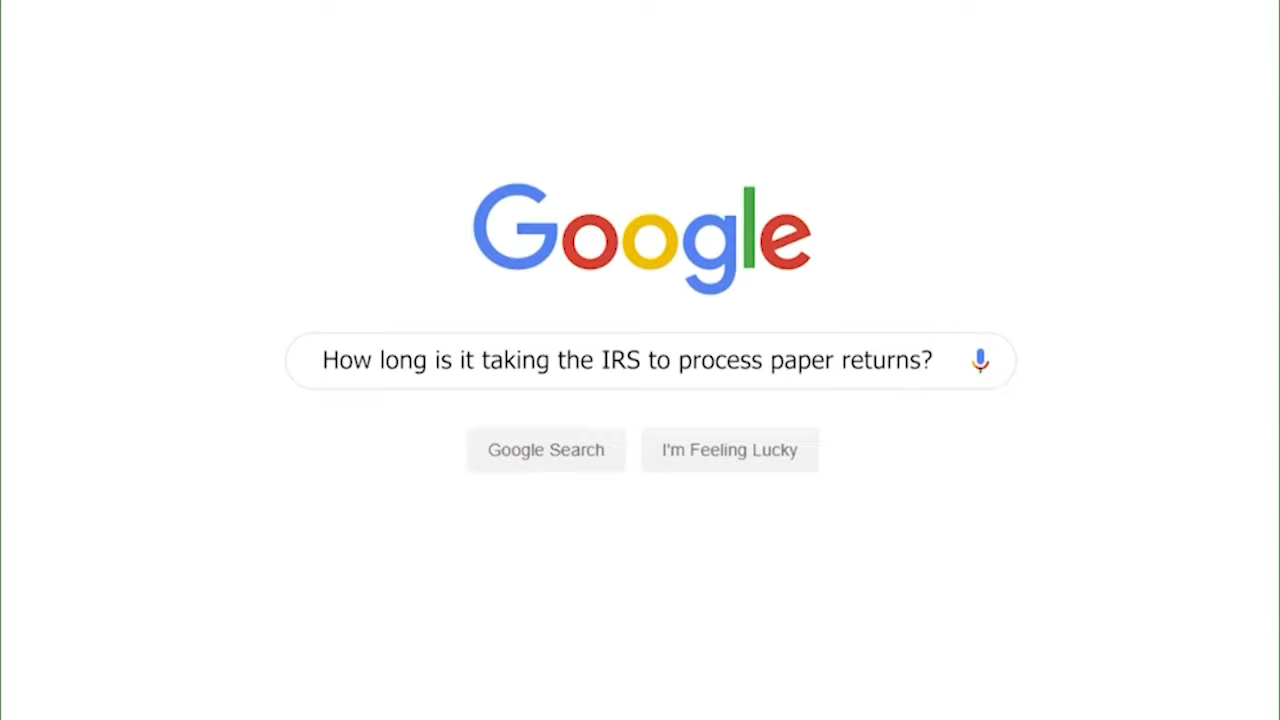 Google
How long is it taking the IRS to process paper returns?
Google Search
I'm Feeling Lucky